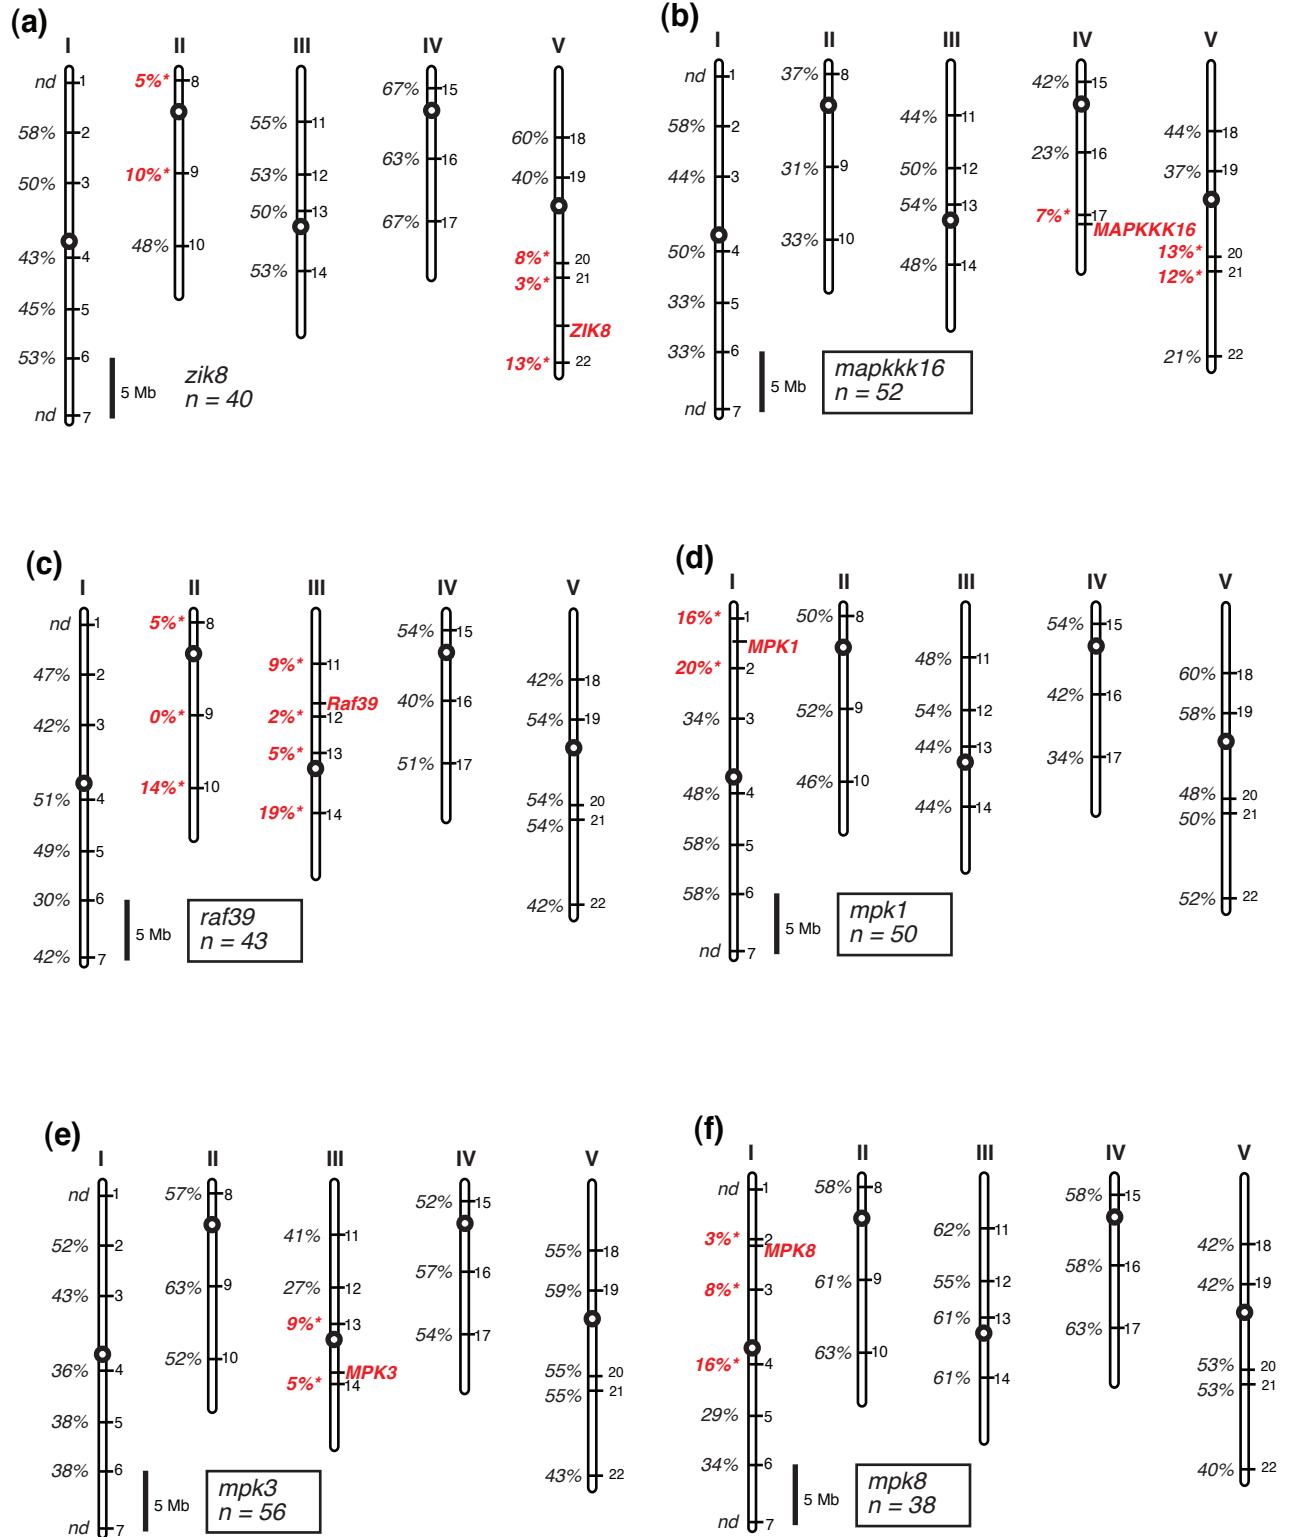 (a)
I II III IV V
nd 1
58% 2
50% 3
43% 4
45% 5
53% 6
nd 7
5%* 8
10%* 9
48% 10
55% 11
53% 12
50% 13
53% 14
67% 15
63% 16
67% 17
60% 18
40% 19
8%* 20
3%* 21
ZIK8
13%* 22
5 Mb
zik8
n = 40
(b)
I II III IV V
nd 1
58% 2
44% 3
50% 4
33% 5
33% 6
nd 7
37% 8
31% 9
33% 10
44% 11
50% 12
54% 13
48% 14
42% 15
23% 16
7%* 17
MAPKKK16
44% 18
37% 19
13%* 20
12%* 21
21% 22
5 Mb
mapkkk16
n = 52
(c)
I II III IV V
nd 1
47% 2
42% 3
51% 4
49% 5
30% 6
42% 7
5%* 8
0%* 9
14%* 10
9%* 11
Raf39
2%* 12
5%* 13
19%* 14
54% 15
40% 16
51% 17
42% 18
54% 19
54% 20
54% 21
42% 22
5 Mb
raf39
n = 43
(d)
I II III IV V
16%* 1
MPK1
20%* 2
34% 3
48% 4
58% 5
58% 6
nd 7
50% 8
52% 9
46% 10
48% 11
54% 12
44% 13
44% 14
54% 15
42% 16
34% 17
60% 18
58% 19
48% 20
50% 21
52% 22
5 Mb
mpk1
n = 50
(e)
I II III IV V
nd 1
52% 2
43% 3
36% 4
38% 5
38% 6
nd 7
57% 8
63% 9
52% 10
41% 11
27% 12
9%* 13
MPK3
5%* 14
52% 15
57% 16
54% 17
55% 18
59% 19
55% 20
55% 21
43% 22
5 Mb
mpk3
n = 56
(f)
I II III IV V
nd 1
3%* 2
MPK8
8%* 3
16%* 4
29% 5
34% 6
nd 7
58% 8
61% 9
63% 10
62% 11
55% 12
61% 13
61% 14
58% 15
58% 16
63% 17
42% 18
42% 19
53% 20
53% 21
40% 22
5 Mb
mpk8
n = 38